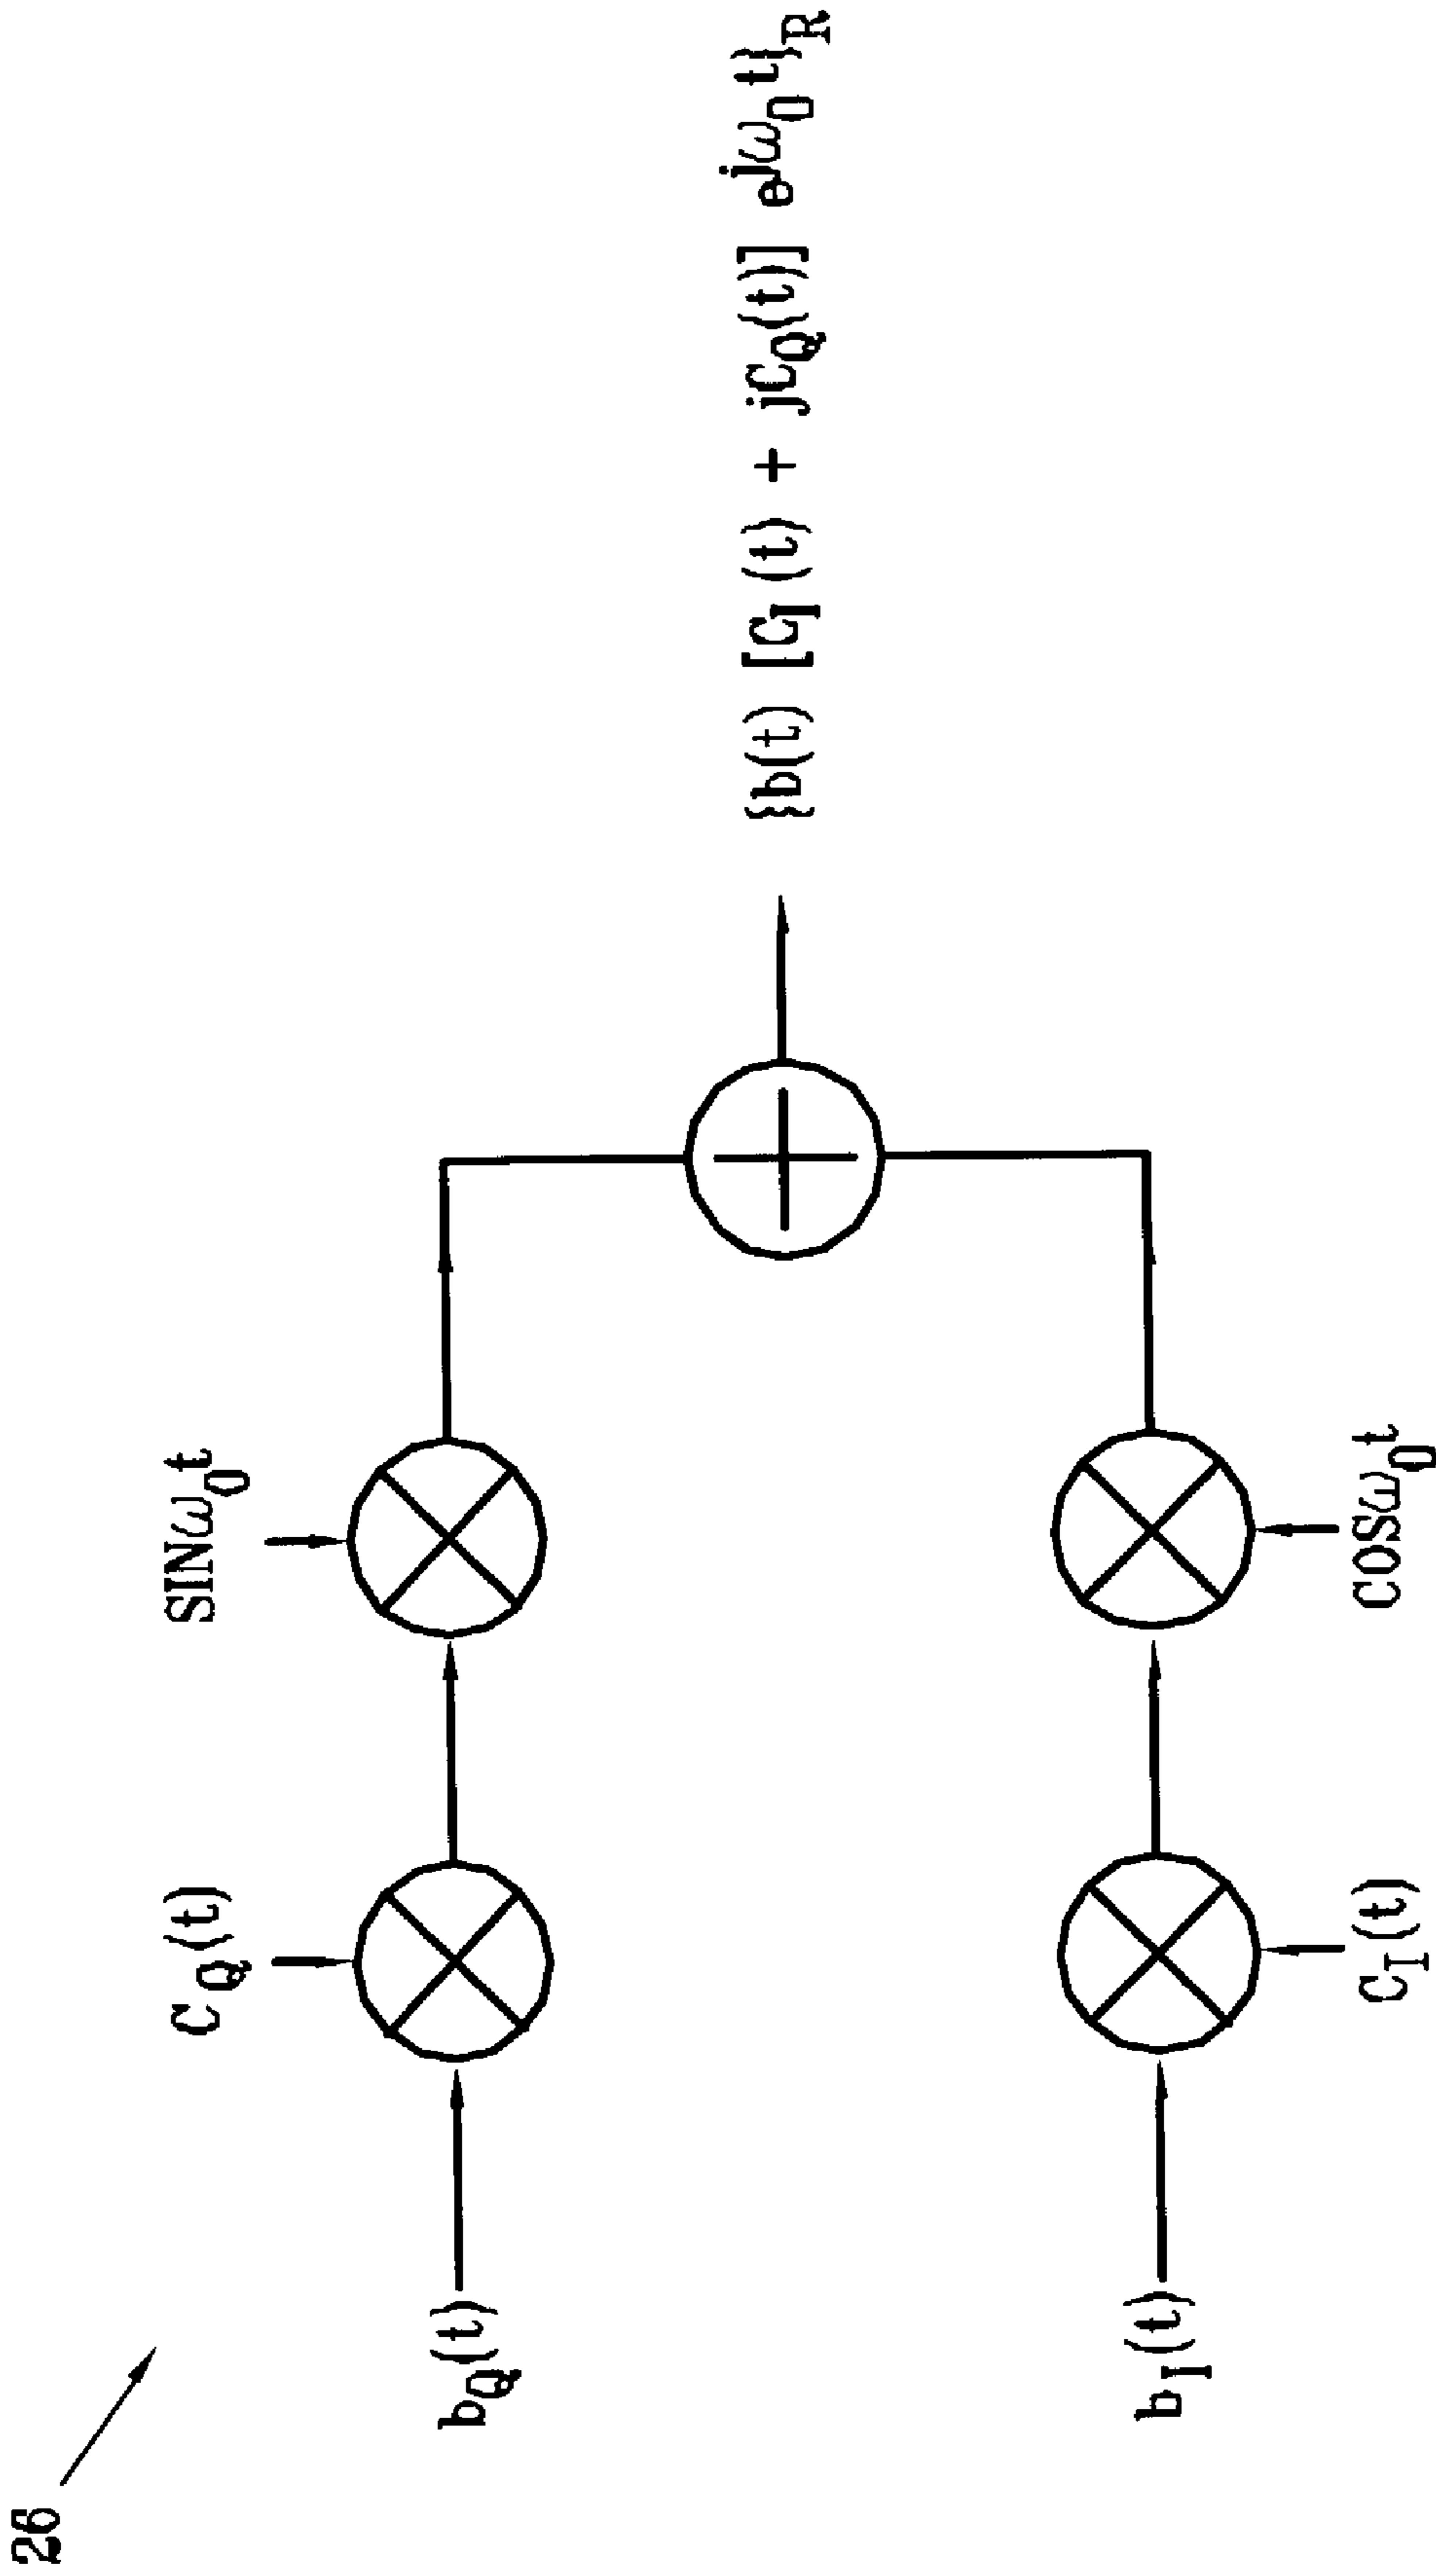 26
C_Q(t)
SINω_0t
b_Q(t)
{b(t) [C_I(t) + jC_Q(t)] e^{jω_0t}}_R
b_I(t)
C_I(t)
COSω_0t